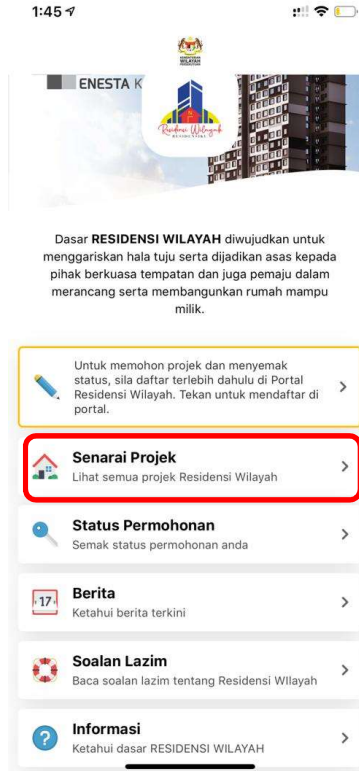 1:45
ENESTA K
Residensi Wilayah
Dasar RESIDENSI WILAYAH diwujudkan untuk
menggariskan hala tuju serta dijadikan asas kepada
pihak berkuasa tempatan dan juga pemaju dalam
merancang serta membangunkan rumah mampu
milik.
Untuk memohon projek dan menyemak
status, sila daftar terlebih dahulu di Portal
Residensi Wilayah. Tekan untuk mendaftar di
portal.
Senarai Projek
Lihat semua projek Residensi Wilayah
Status Permohonan
Semak status permohonan anda
17
Berita
Ketahui berita terkini
Soalan Lazim
Baca soalan lazim tentang Residensi WIlayah
?
Informasi
Ketahui dasar RESIDENSI WILAYAH